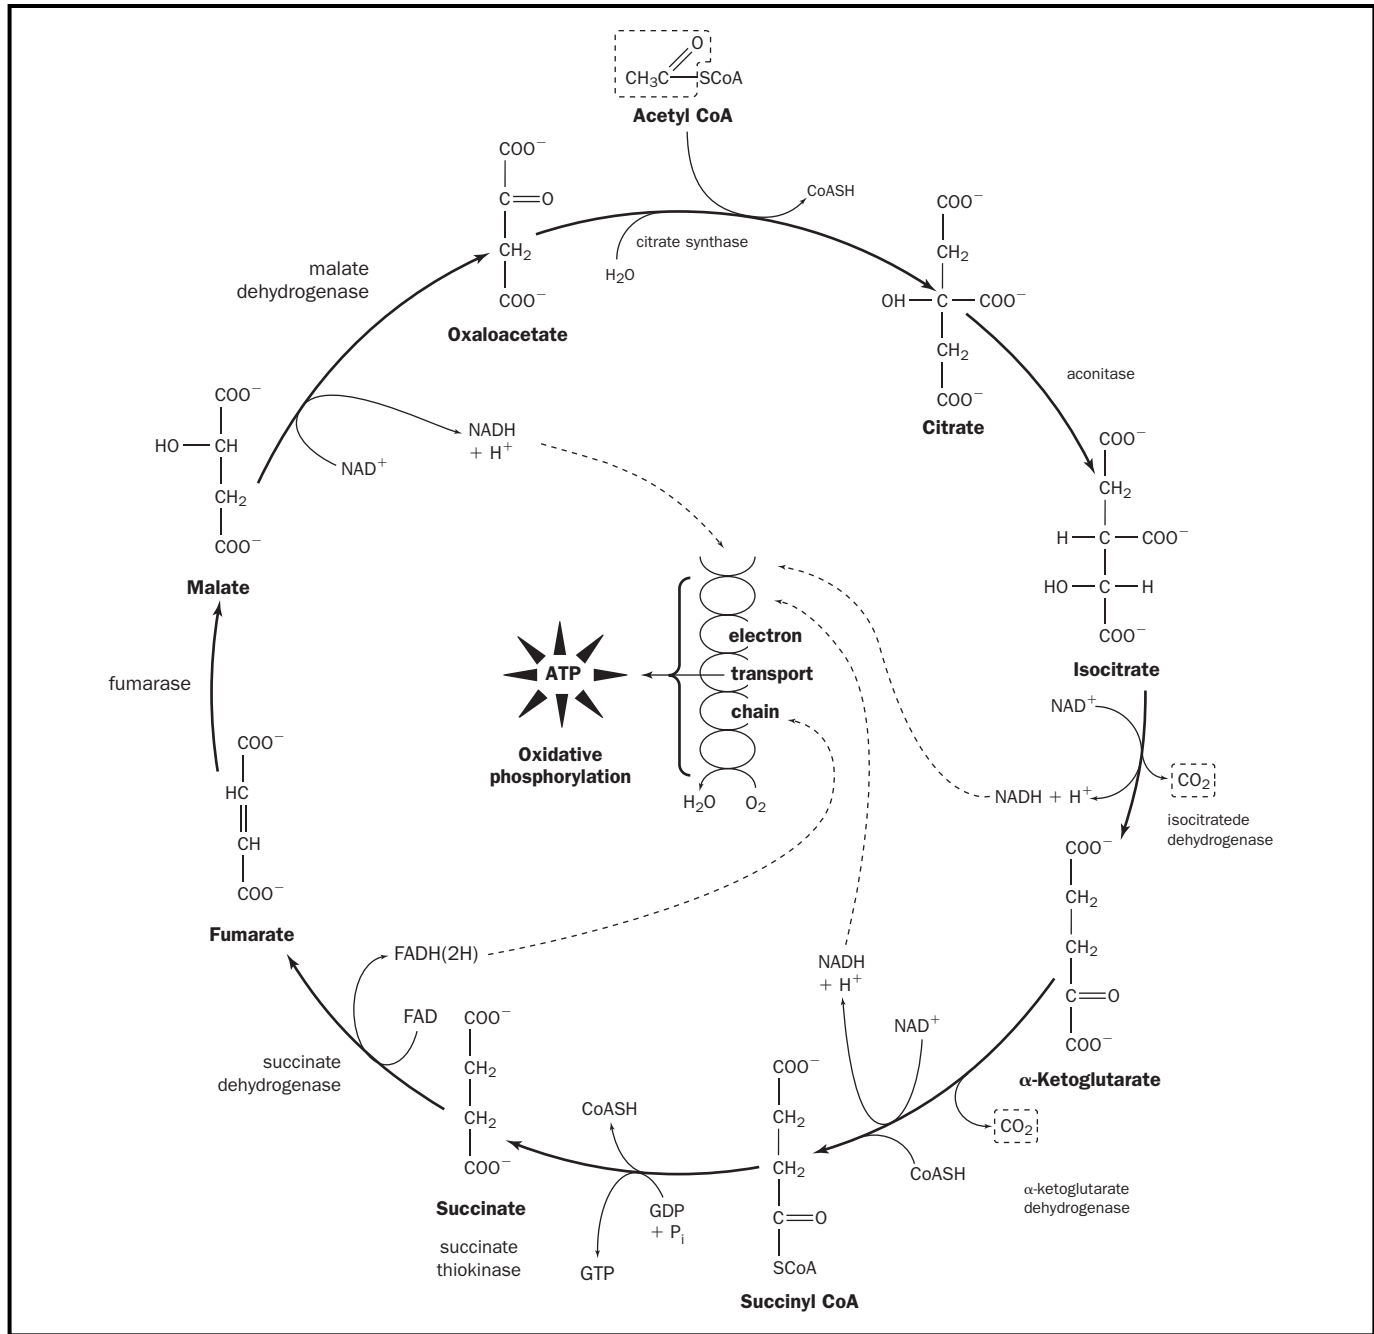 O
CH3C
SCoA
Acetyl CoA
CoASH
citrate synthase
H2O
COO−
C
O
CH2
COO−
Oxaloacetate
COO−
CH2
OH
C
COO−
CH2
COO−
Citrate
aconitase
COO−
CH2
H
C
COO−
HO
C
H
COO−
Isocitrate
NAD+
CO2
NADH + H+
isocitratede
dehydrogenase
COO−
CH2
CH2
C
O
COO−
α-Ketoglutarate
NAD+
NADH
+ H+
CO2
CoASH
α-ketoglutarate
dehydrogenase
COO−
CH2
CH2
C
O
SCoA
Succinyl CoA
CoASH
GDP
+ Pi
GTP
COO−
CH2
CH2
COO−
Succinate
succinate
thiokinase
FAD
FADH(2H)
succinate
dehydrogenase
COO−
HC
CH
COO−
Fumarate
fumarase
COO−
HO
CH
CH2
COO−
Malate
malate
dehydrogenase
NAD+
NADH
+ H+
electron
transport
chain
ATP
Oxidative
phosphorylation
H2O
O2